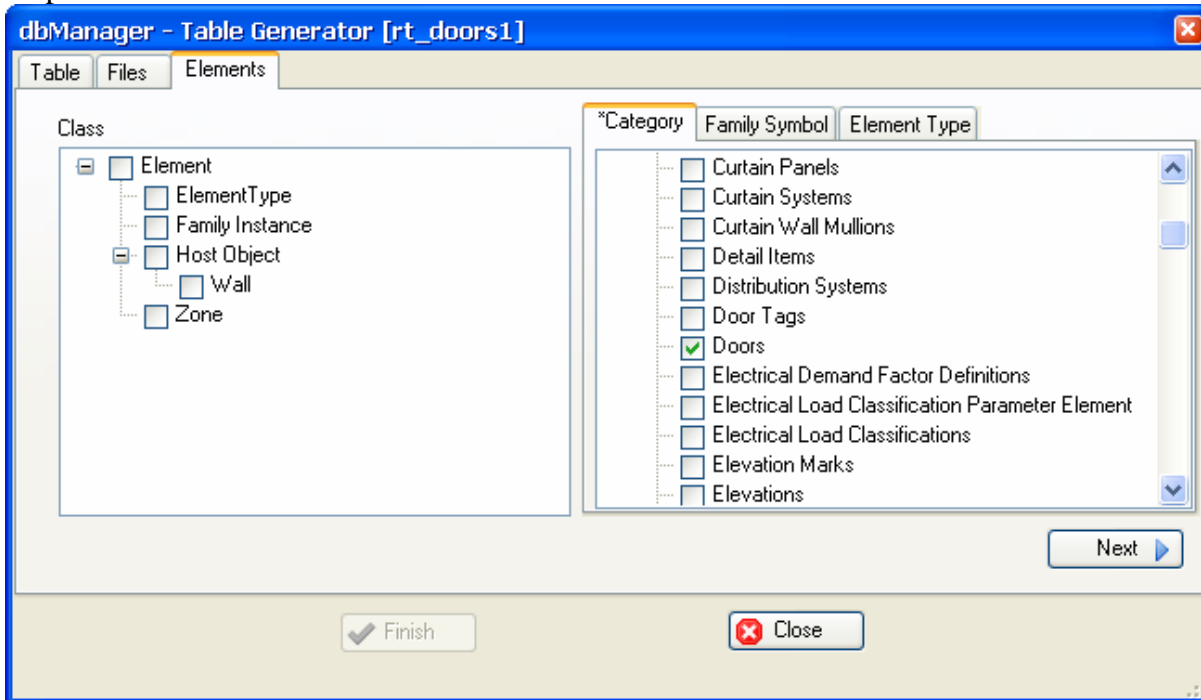 dbManager - Table Generator [rt_doors1]
Table Files Elements
Class
Element
ElementType
Family Instance
Host Object
Wall
Zone
*Category Family Symbol Element Type
Curtain Panels
Curtain Systems
Curtain Wall Mullions
Detail Items
Distribution Systems
Door Tags
Doors
Electrical Demand Factor Definitions
Electrical Load Classification Parameter Element
Electrical Load Classifications
Elevation Marks
Elevations
Next
Finish Close